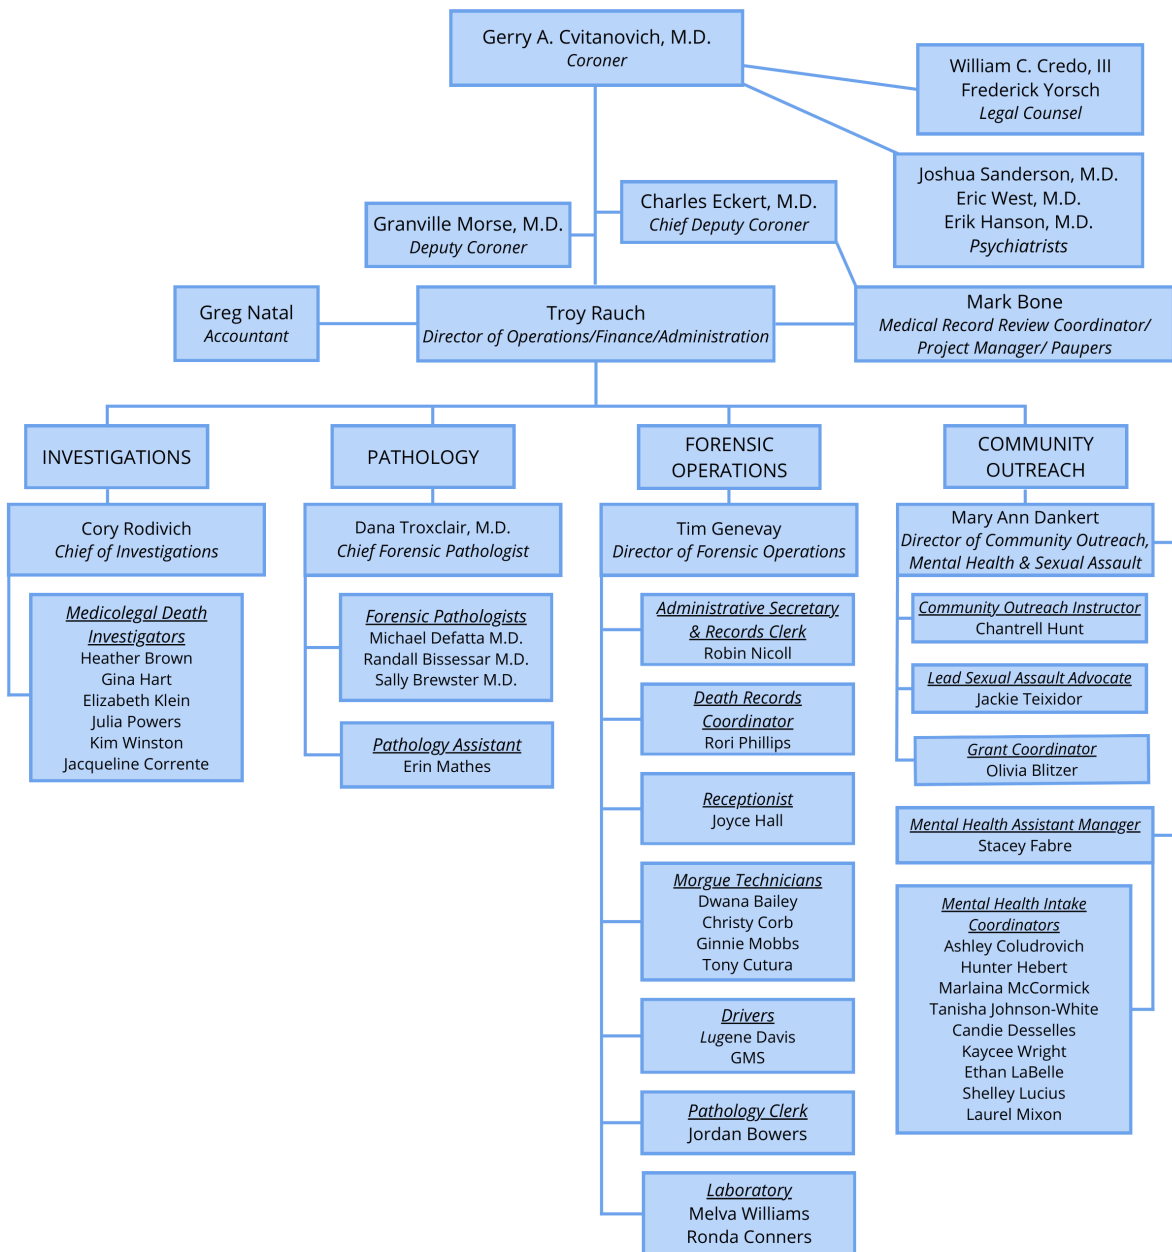 Gerry A. Cvitanovich, M.D.
Coroner
William C. Credo, III
Frederick Yorsch
Legal Counsel
Joshua Sanderson, M.D.
Eric West, M.D.
Erik Hanson, M.D.
Psychiatrists
Charles Eckert, M.D.
Chief Deputy Coroner
Granville Morse, M.D.
Deputy Coroner
Greg Natal
Accountant
Troy Rauch
Director of Operations/Finance/Administration
Mark Bone
Medical Record Review Coordinator/
Project Manager/ Paupers
INVESTIGATIONS
Cory Rodivich
Chief of Investigations
Medicolegal Death
Investigators
Heather Brown
Gina Hart
Elizabeth Klein
Julia Powers
Kim Winston
Jacqueline Corrente
PATHOLOGY
Dana Troxclair, M.D.
Chief Forensic Pathologist
Forensic Pathologists
Michael Defatta M.D.
Randall Bissessar M.D.
Sally Brewster M.D.
Pathology Assistant
Erin Mathes
FORENSIC
OPERATIONS
Tim Genevay
Director of Forensic Operations
Administrative Secretary
& Records Clerk
Robin Nicoll
Death Records
Coordinator
Rori Phillips
Receptionist
Joyce Hall
Morgue Technicians
Dwana Bailey
Christy Corb
Ginnie Mobbs
Tony Cutura
Drivers
Lugene Davis
GMS
Pathology Clerk
Jordan Bowers
Laboratory
Melva Williams
Ronda Conners
COMMUNITY
OUTREACH
Mary Ann Dankert
Director of Community Outreach,
Mental Health & Sexual Assault
Community Outreach Instructor
Chantrell Hunt
Lead Sexual Assault Advocate
Jackie Teixidor
Grant Coordinator
Olivia Blitzer
Mental Health Assistant Manager
Stacey Fabre
Mental Health Intake
Coordinators
Ashley Coludrovich
Hunter Hebert
Marlaina McCormick
Tanisha Johnson-White
Candie Desselles
Kaycee Wright
Ethan LaBelle
Shelley Lucius
Laurel Mixon